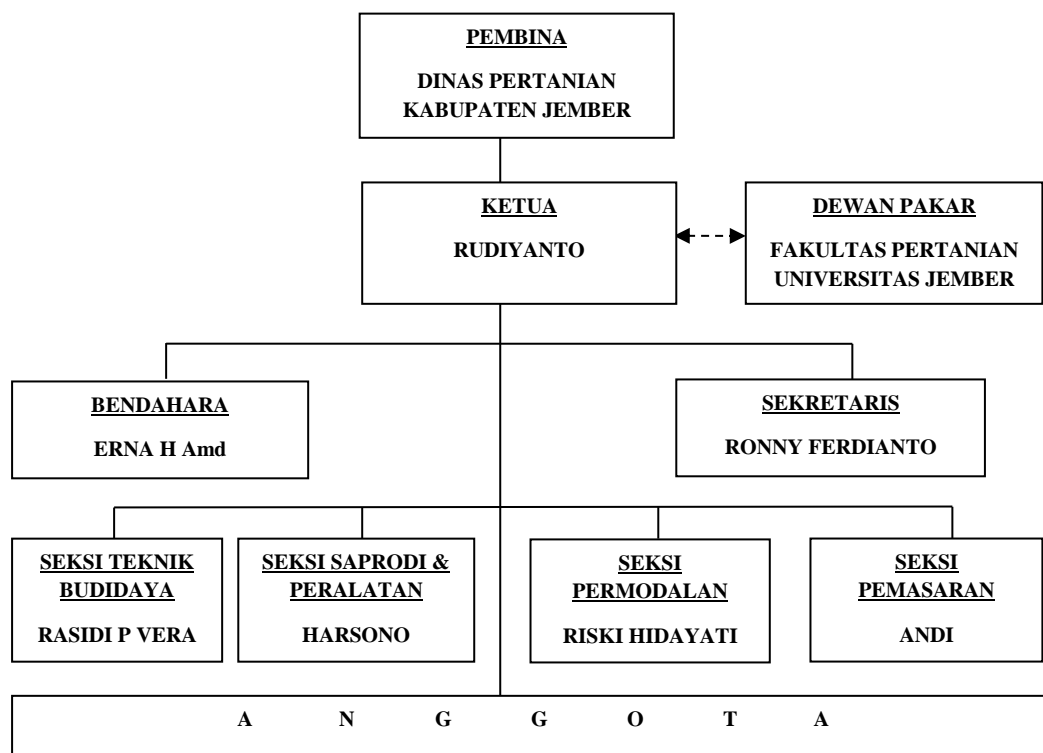 PEMBINA
DINAS PERTANIAN
KABUPATEN JEMBER
KETUA
RUDIYANTO
DEWAN PAKAR
FAKULTAS PERTANIAN
UNIVERSITAS JEMBER
BENDAHARA
ERNA H Amd
SEKRETARIS
RONNY FERDIANTO
SEKSI TEKNIK
BUDIDAYA
RASIDI P VERA
SEKSI SAPRODI &
PERALATAN
HARSONO
SEKSI
PERMODALAN
RISKI HIDAYATI
SEKSI
PEMASARAN
ANDI
A N G G O T A